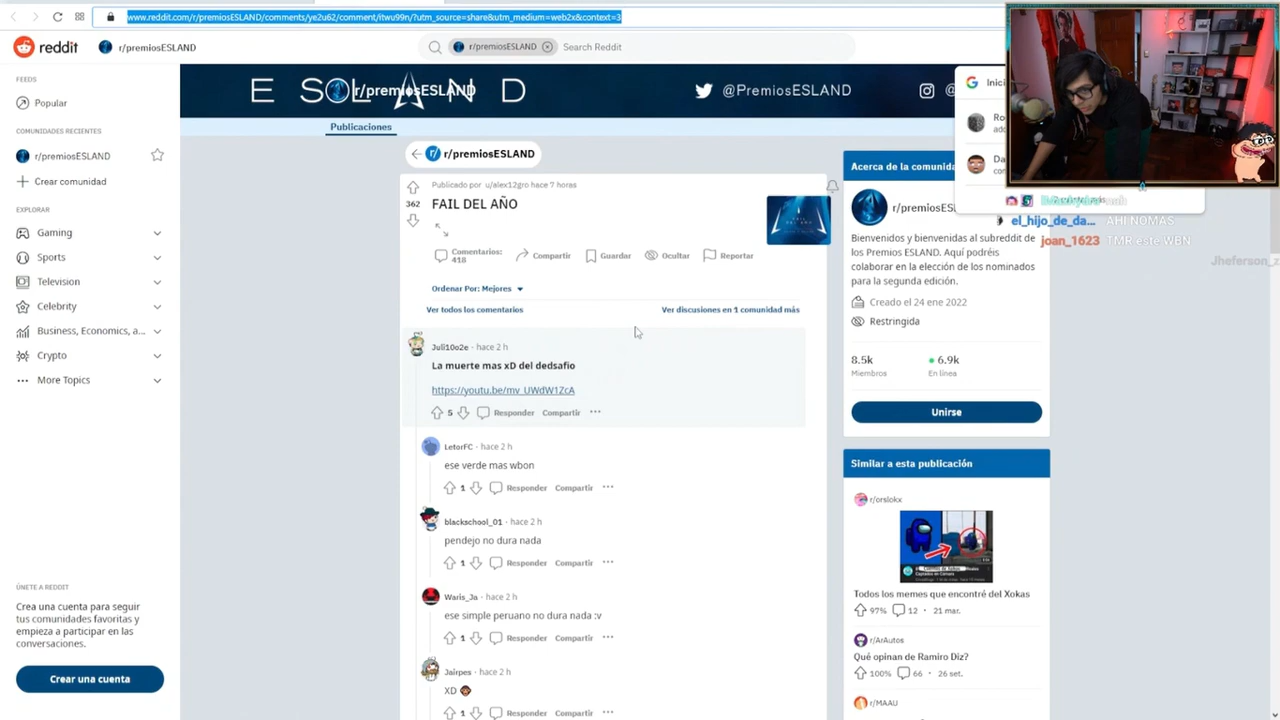 www.reddit.com/r/premiosESLAND/comments/ye2u62/comment/itwu99n/?utm_source=share&utm_medium=web2x&context=3
reddit
r/premiosESLAND
r/premiosESLAND
Search Reddit
FEEDS
Popular
COMUNIDADES RECIENTES
r/premiosESLAND
Crear comunidad
EXPLORAR
Gaming
Sports
Television
Celebrity
Business, Economics, a...
Crypto
More Topics
ÚNETE A REDDIT
Crea una cuenta para seguir
tus comunidades favoritas y
empieza a participar en las
conversaciones.
Crear una cuenta
E S L A N D
r/premiosESLAND
@PremiosESLAND
Publicaciones
r/premiosESLAND
Publicado por u/alex12gro hace 7 horas
362
FAIL DEL AÑO
Comentarios:
418
Compartir
Guardar
Ocultar
Reportar
Ordenar Por: Mejores
Ver todos los comentarios
Ver discusiones en 1 comunidad más
Juli10o2e · hace 2 h
La muerte mas xD del dedsafio
https://youtu.be/mv_UWdW1ZcA
5 Responder Compartir ···
LetorFC · hace 2 h
ese verde mas wbon
1 Responder Compartir ···
blackschool_01 · hace 2 h
pendejo no dura nada
1 Responder Compartir ···
Waris_Ja · hace 2 h
ese simple peruano no dura nada :v
1 Responder Compartir ···
Jairpes · hace 2 h
XD
1 Responder Compartir ···
Inici
Ro
Da
el_hijo_de_da... AHI NOMAS
joan_1623 TMR este WBN
Jheferson_z
Acerca de la comunida
r/premiosESLAN
Bienvenidos y bienvenidas al subreddit de
los Premios ESLAND. Aquí podréis
colaborar en la elección de los nominados
para la segunda edición.
Creado el 24 ene 2022
Restringida
8.5k
Miembros
6.9k
En línea
Unirse
Similar a esta publicación
r/orslokx
Todos los memes que encontré del Xokas
97% 12 · 21 mar.
r/ArAutos
Qué opinan de Ramiro Diz?
100% 66 · 26 set.
r/MAAU